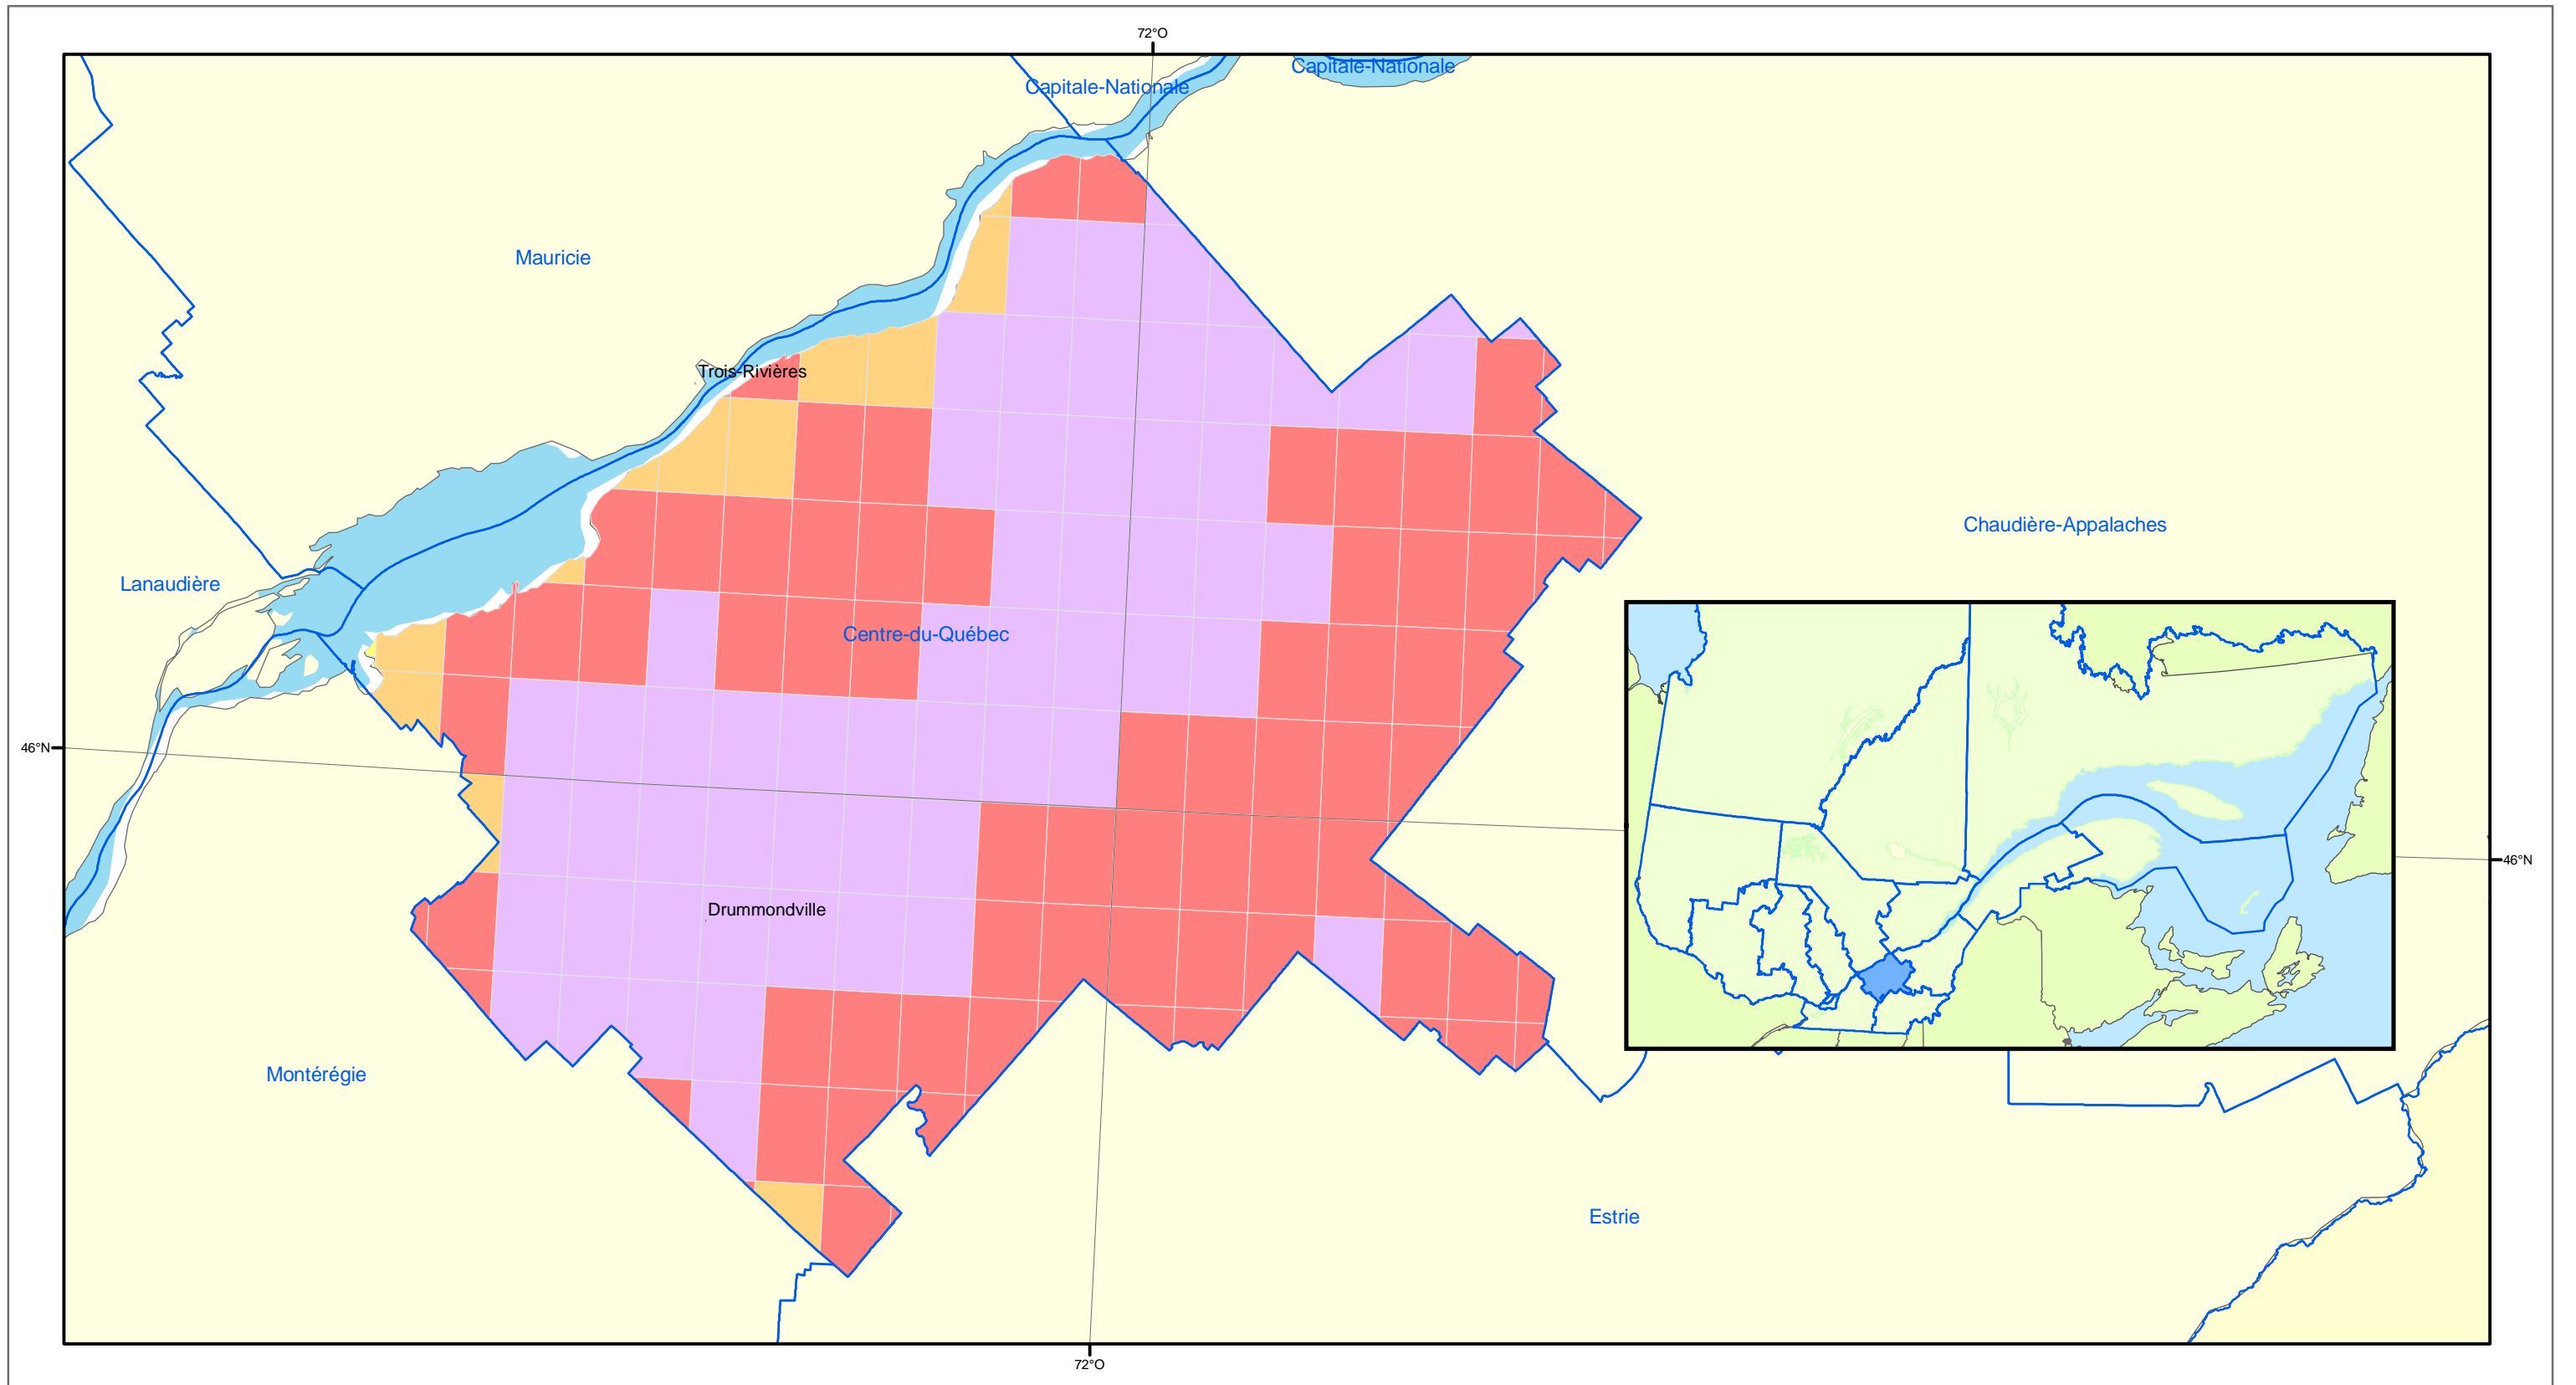 72°O
Capitale-Nationale
Capitale-Nationale
Mauricie
Trois-Rivières
Chaudière-Appalaches
Lanaudière
Centre-du-Québec
46°N
46°N
Drummondville
Montérégie
Estrie
72°O